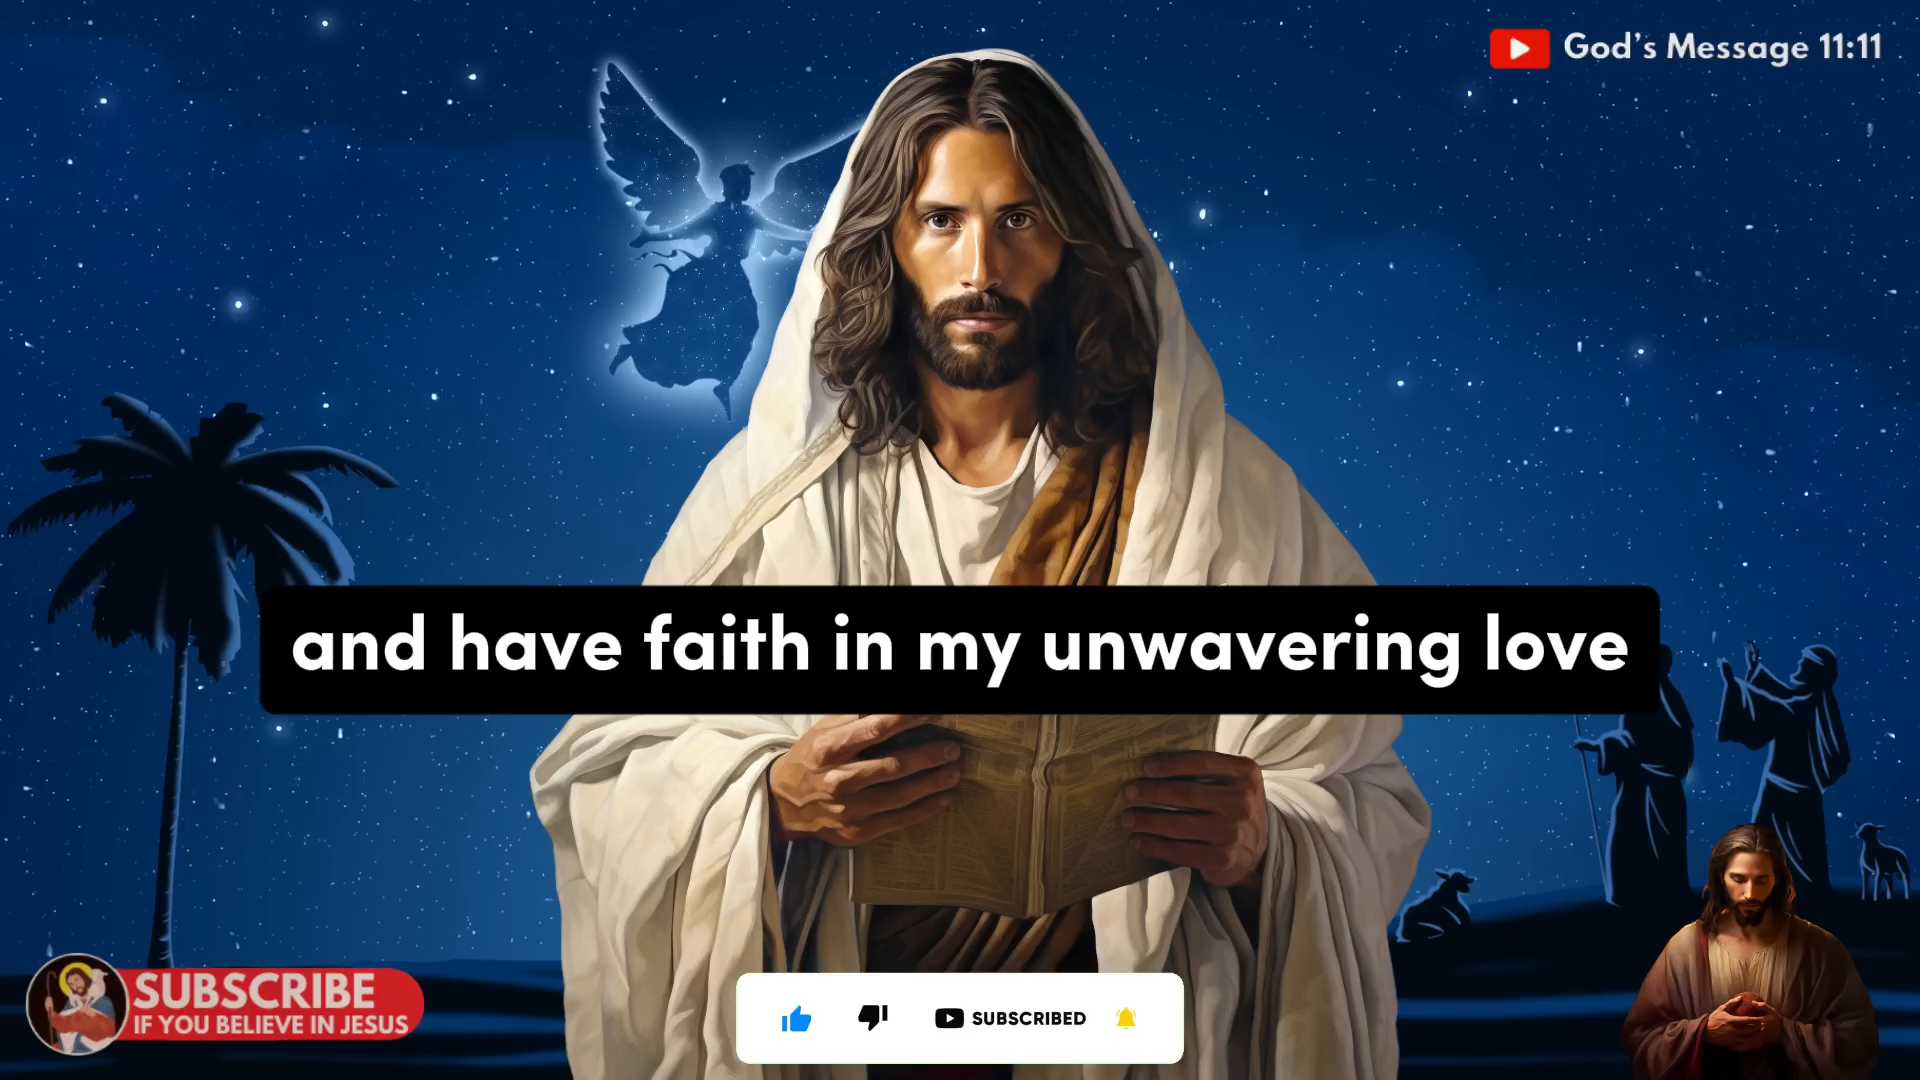 God's Message 11:11
and have faith in my unwavering love
SUBSCRIBE
IF YOU BELIEVE IN JESUS
SUBSCRIBED